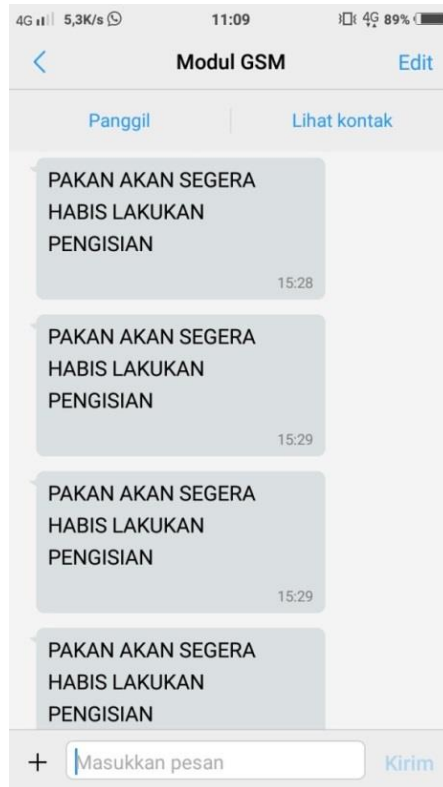 4G 5,3K/s 11:09 4G 89%
Modul GSM Edit
Panggil Lihat kontak
PAKAN AKAN SEGERA
HABIS LAKUKAN
PENGISIAN
15:28
PAKAN AKAN SEGERA
HABIS LAKUKAN
PENGISIAN
15:29
PAKAN AKAN SEGERA
HABIS LAKUKAN
PENGISIAN
15:29
PAKAN AKAN SEGERA
HABIS LAKUKAN
PENGISIAN
Masukkan pesan Kirim